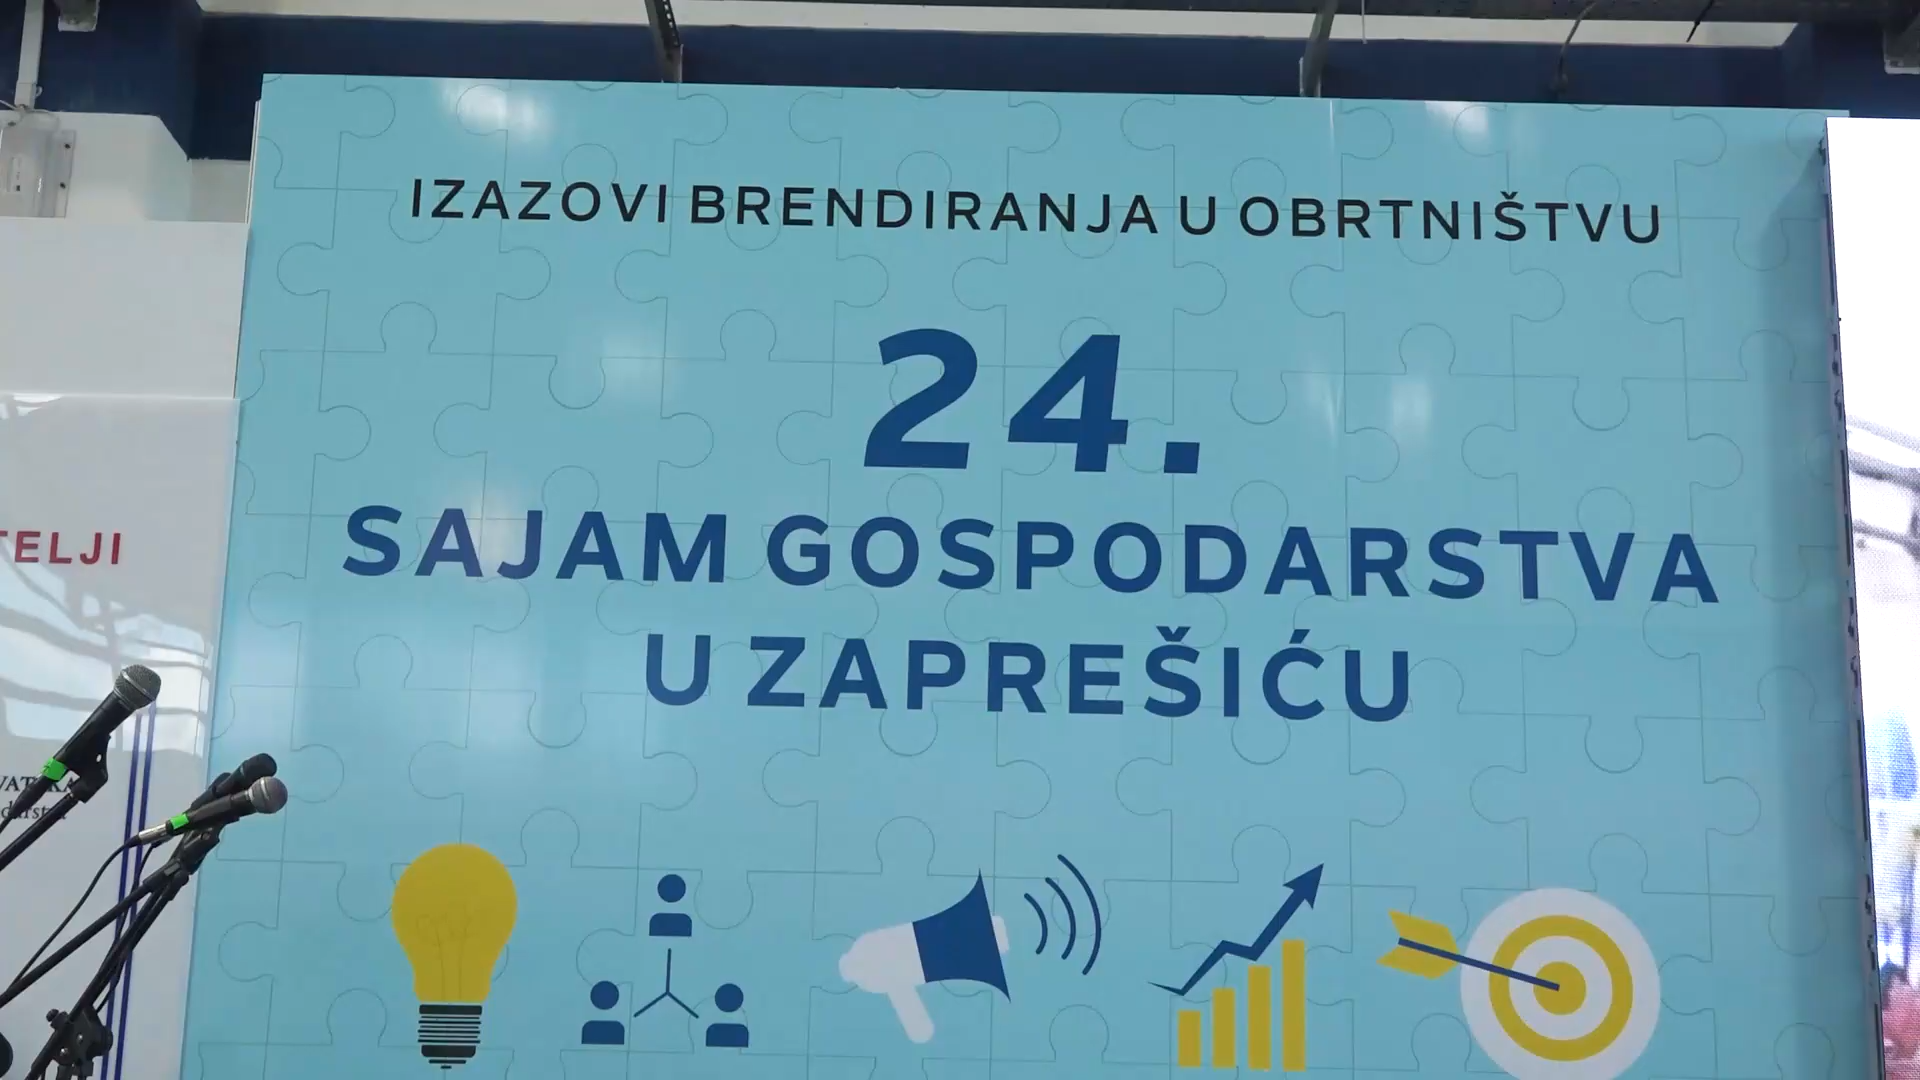 IZAZOVI BRENDIRANJA U OBRTNIŠTVU
24.
SAJAM GOSPODARSTVA
U ZAPREŠIĆU
TELJI